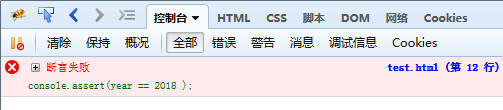 控制台 HTML CSS 脚本 DOM 网络 Cookies
清除 保持 概况 全部 错误 警告 消息 调试信息 Cookies
断言失败 test.html (第 12 行)
console.assert(year == 2018 );